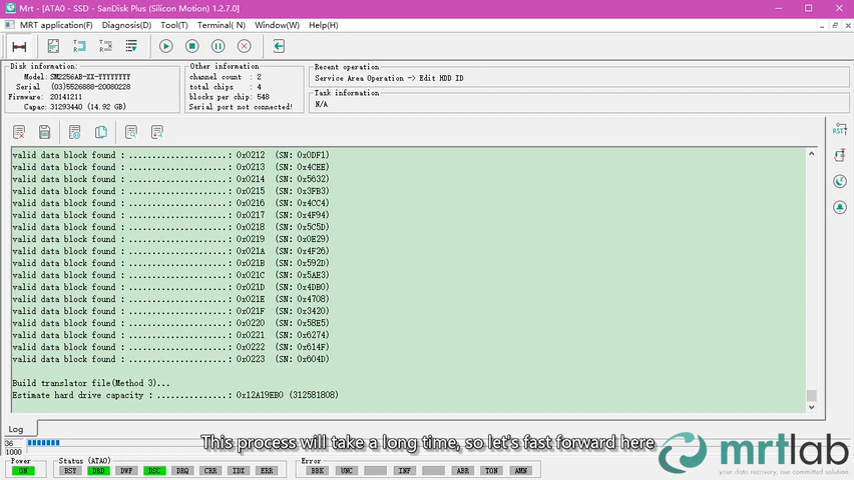 Mrt - [ATA0 - SSD - SanDisk Plus (Silicon Motion) 1.2.7.0]
MRT application(F) Diagnosis(D) Tool(T) Terminal( N) Window(W) Help(H)
Disk information:
Model: SM2256AB-XX-YYYYYYYY
Serial (03)5526888-20080228
Firmware: 20141211
Capac: 31293440 (14.92 GB)
Other information
channel count : 2
total chips : 4
blocks per chip: 548
Serial port not connected!
Recent operation
Service Area Operation -> Edit HDD ID
Task information
N/A
RST
valid data block found : ......................: 0x0212 (SN: 0x0DF1)
valid data block found : ......................: 0x0213 (SN: 0x4CEE)
valid data block found : ......................: 0x0214 (SN: 0x5632)
valid data block found : ......................: 0x0215 (SN: 0x3FB3)
valid data block found : ......................: 0x0216 (SN: 0x4CC4)
valid data block found : ......................: 0x0217 (SN: 0x4F94)
valid data block found : ......................: 0x0218 (SN: 0x5C5D)
valid data block found : ......................: 0x0219 (SN: 0x0E29)
valid data block found : ......................: 0x021A (SN: 0x4F26)
valid data block found : ......................: 0x021B (SN: 0x592D)
valid data block found : ......................: 0x021C (SN: 0x5AE3)
valid data block found : ......................: 0x021D (SN: 0x4DB0)
valid data block found : ......................: 0x021E (SN: 0x4708)
valid data block found : ......................: 0x021F (SN: 0x3420)
valid data block found : ......................: 0x0220 (SN: 0x58E5)
valid data block found : ......................: 0x0221 (SN: 0x6274)
valid data block found : ......................: 0x0222 (SN: 0x614F)
valid data block found : ......................: 0x0223 (SN: 0x604D)
Build translator file(Method 3)...
Estimate hard drive capacity : ...............: 0x12A19EB0 (312581808)
Log
36
1000
This process will take a long time, so let's fast forward here
mrtlab
your data recovery, our committed solution.
Power
ON
Status (ATA0)
BSY DRD DWF DSC DRQ CRR IDX ERR
Error
BBK UNC INF ABR TON AMN